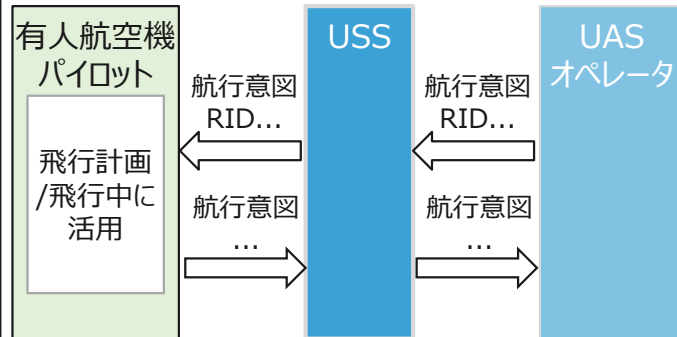 有人航空機
パイロット
飛行計画
/飛行中に
活用
航行意図
RID...
航行意図
...
USS
航行意図
RID...
航行意図
...
UAS
オペレータ